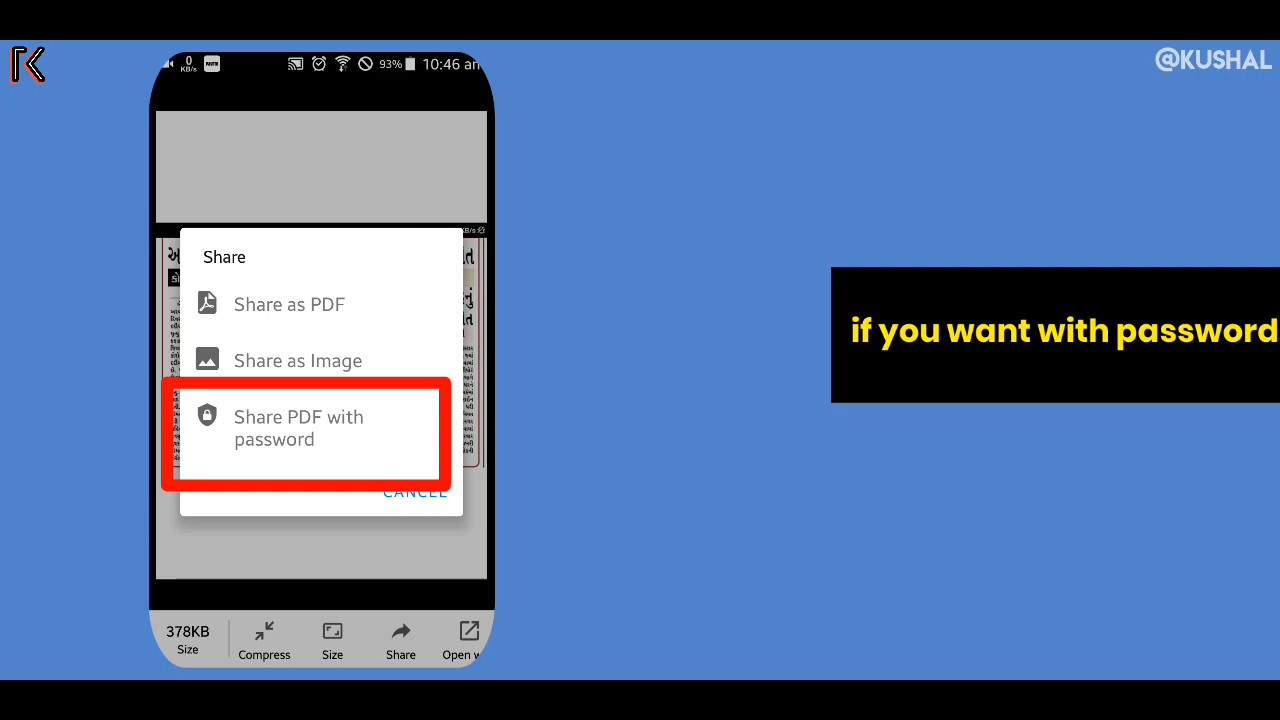 @KUSHAL
0
KB/s
93%
10:46 am
KB/s
Share
Share as PDF
Share as Image
Share PDF with
password
CANCEL
if you want with password
378KB
Size
Compress
Size
Share
Open w